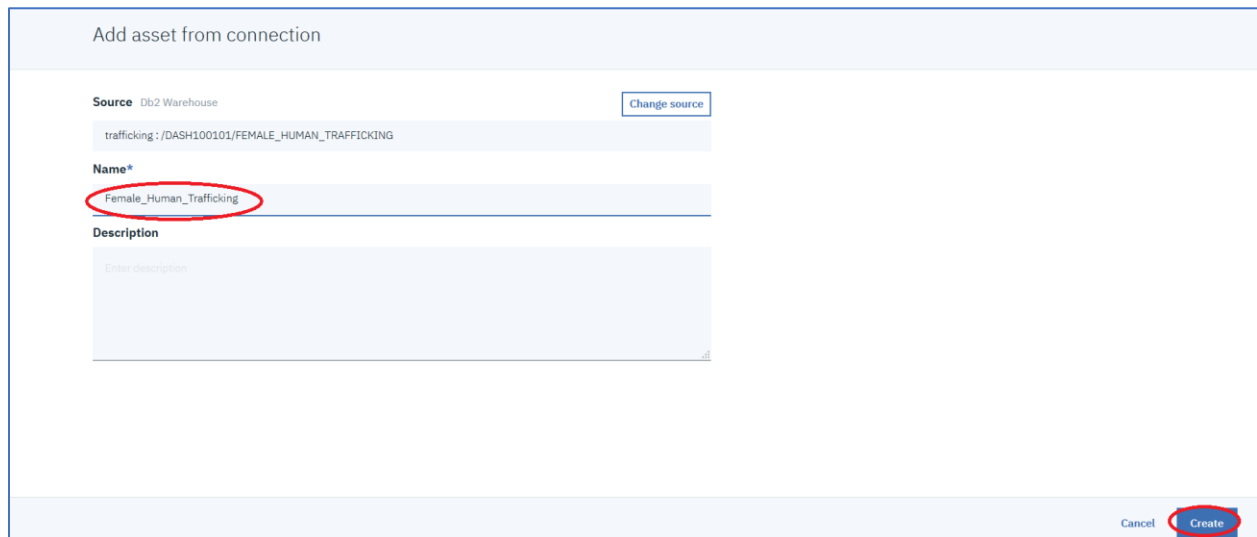 Add asset from connection
Source Db2 Warehouse
Change source
trafficking : /DASH100101/FEMALE_HUMAN_TRAFFICKING
Name*
Female_Human_Trafficking
Description
Enter description
Cancel
Create